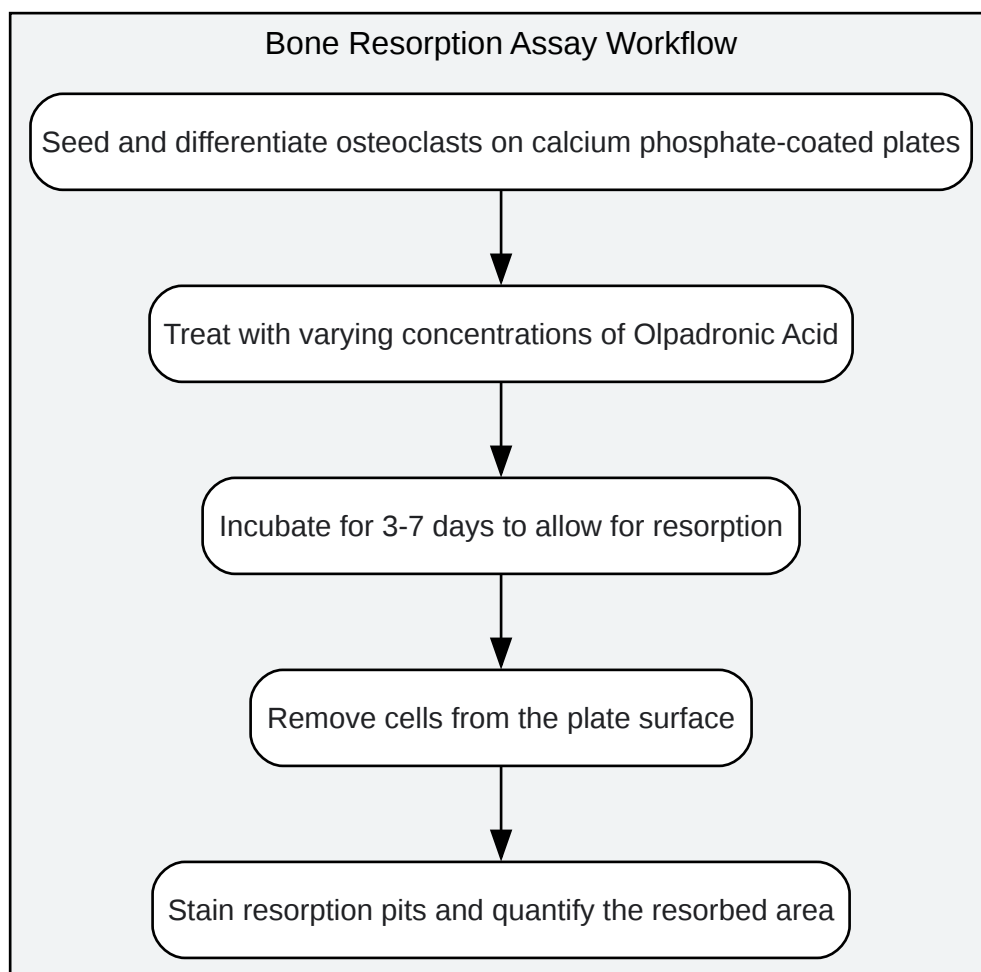 Bone Resorption Assay Workflow
Seed and differentiate osteoclasts on calcium phosphate-coated plates
Treat with varying concentrations of Olpadronic Acid
Incubate for 3-7 days to allow for resorption
Remove cells from the plate surface
Stain resorption pits and quantify the resorbed area